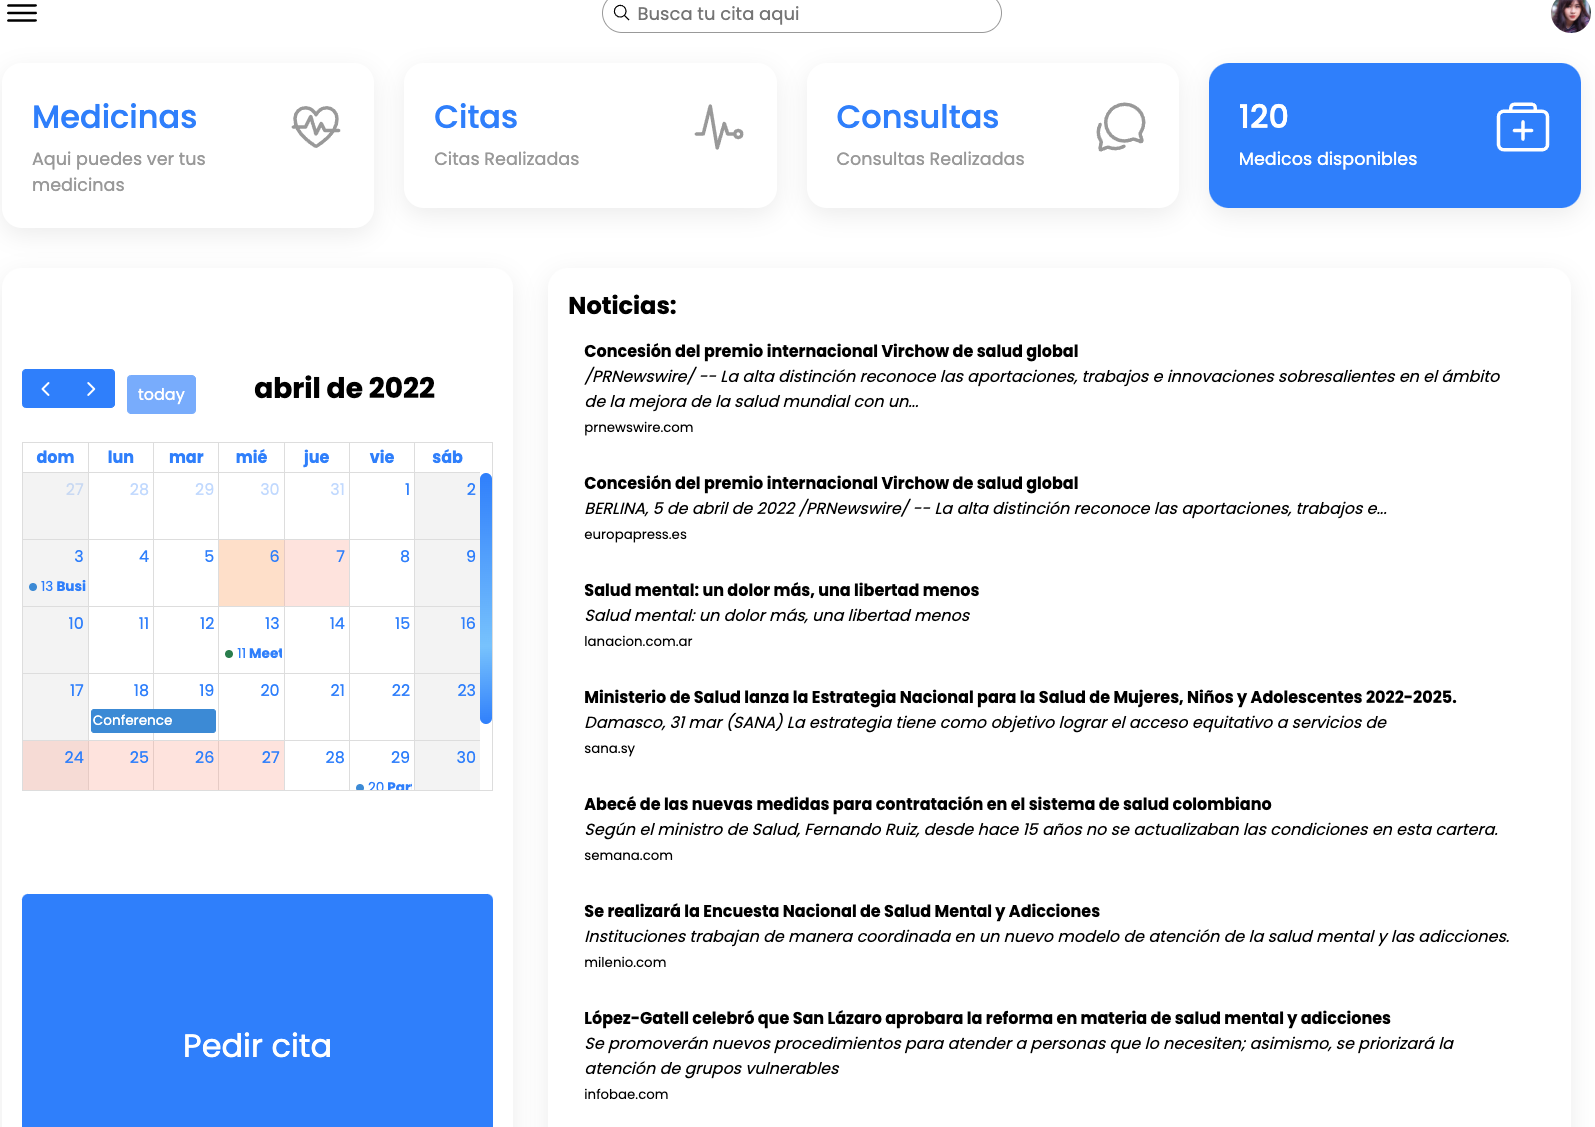 Busca tu cita aqui
Medicinas
Aqui puedes ver tus
medicinas
Citas
Citas Realizadas
Consultas
Consultas Realizadas
120
Medicos disponibles
today
abril de 2022
dom lun mar mié jue vie sáb
27 28 29 30 31 1 2
3 4 5 6 7 8 9
13 Busi
10 11 12 13 14 15 16
11 Meet
17 18 19 20 21 22 23
Conference
24 25 26 27 28 29 30
20 Par
Pedir cita
Noticias:
Concesión del premio internacional Virchow de salud global
/PRNewswire/ -- La alta distinción reconoce las aportaciones, trabajos e innovaciones sobresalientes en el ámbito
de la mejora de la salud mundial con un...
prnewswire.com
Concesión del premio internacional Virchow de salud global
BERLINA, 5 de abril de 2022 /PRNewswire/ -- La alta distinción reconoce las aportaciones, trabajos e...
europapress.es
Salud mental: un dolor más, una libertad menos
Salud mental: un dolor más, una libertad menos
lanacion.com.ar
Ministerio de Salud lanza la Estrategia Nacional para la Salud de Mujeres, Niños y Adolescentes 2022-2025.
Damasco, 31 mar (SANA) La estrategia tiene como objetivo lograr el acceso equitativo a servicios de
sana.sy
Abecé de las nuevas medidas para contratación en el sistema de salud colombiano
Según el ministro de Salud, Fernando Ruiz, desde hace 15 años no se actualizaban las condiciones en esta cartera.
semana.com
Se realizará la Encuesta Nacional de Salud Mental y Adicciones
Instituciones trabajan de manera coordinada en un nuevo modelo de atención de la salud mental y las adicciones.
milenio.com
López-Gatell celebró que San Lázaro aprobara la reforma en materia de salud mental y adicciones
Se promoverán nuevos procedimientos para atender a personas que lo necesiten; asimismo, se priorizará la
atención de grupos vulnerables
infobae.com